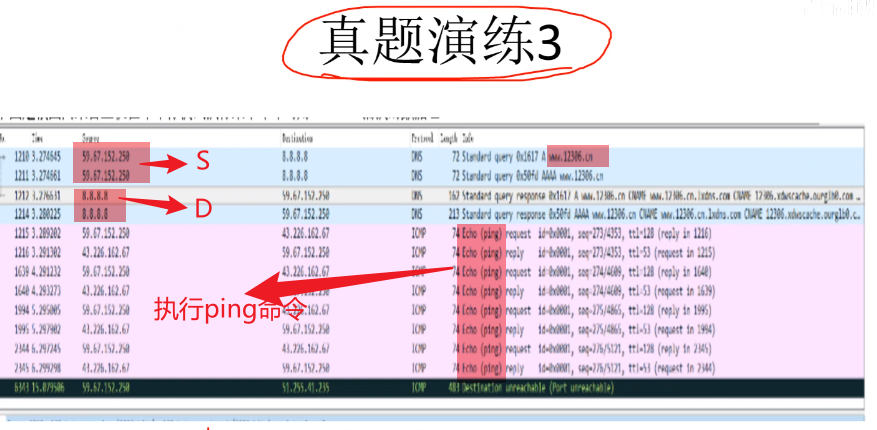 真题演练3
Time Source Destination Protocol Length Info
1210 3.274645 59.67.152.250 8.8.8.8 DNS 72 Standard query 0x1617 A www.12306.cn
S
1211 3.274661 59.67.152.250 8.8.8.8 DNS 72 Standard query 0x50fd AAAA www.12306.cn
8.8.8.8 59.67.152.250 DNS 162 Standard query response 0x1617 A www.12306.cn CNAME www.12306.cn.lxdns.com CNAME
D
1214 3.280225 8.8.8.8 59.67.152.250 DNS 213 Standard query response 0x50fd AAAA www.12306.cn CNAME www.12306.cn.lxdns.com CNAME
1215 3.289202 59.67.152.250 43.226.162.67 ICMP 74 Echo (ping) request id=0x0001, seq=273/4353, ttl=128 (reply in 1216)
1216 3.291302 43.226.162.67 59.67.152.250 ICMP 74 Echo (ping) reply id=0x0001, seq=273/4353, ttl=53 (request in 1215)
1639 4.291232 59.67.152.250 43.226.162.67 ICMP 74 Echo (ping) request id=0x0001, seq=274/4609, ttl=128 (reply in 1640)
1640 4.293273 43.226.162.67 59.67.152.250 ICMP 74 Echo (ping) reply id=0x0001, seq=274/4609, ttl=53 (request in 1639)
执行ping命令
1994 5.295005 59.67.152.250 43.226.162.67 ICMP 74 Echo (ping) request id=0x0001, seq=275/4865, ttl=128 (reply in 1995)
1995 5.297902 43.226.162.67 59.67.152.250 ICMP 74 Echo (ping) reply id=0x0001, seq=275/4865, ttl=53 (request in 1994)
2344 6.297245 59.67.152.250 43.226.162.67 ICMP 74 Echo (ping) request id=0x0001, seq=276/5121, ttl=128 (reply in 2345)
2345 6.299298 43.226.162.67 59.67.152.250 ICMP 74 Echo (ping) reply id=0x0001, seq=276/5121, ttl=53 (request in 2344)
6343 15.079506 59.67.152.250 51.255.41.235 ICMP 483 Destination unreachable (Port unreachable)